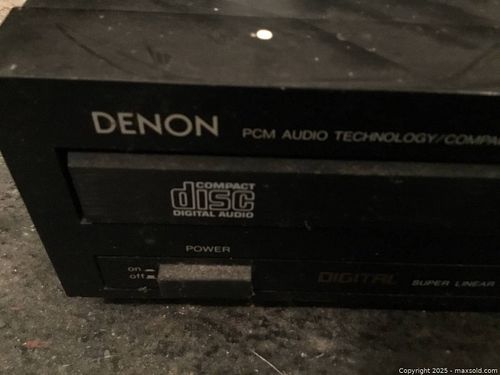 DENON
PCM AUDIO TECHNOLOGY/COMPA
COMPACT
disc
DIGITAL AUDIO
POWER
on
off
DIGITAL SUPER LINEAR
Copyright © 2025 - maxsold.com